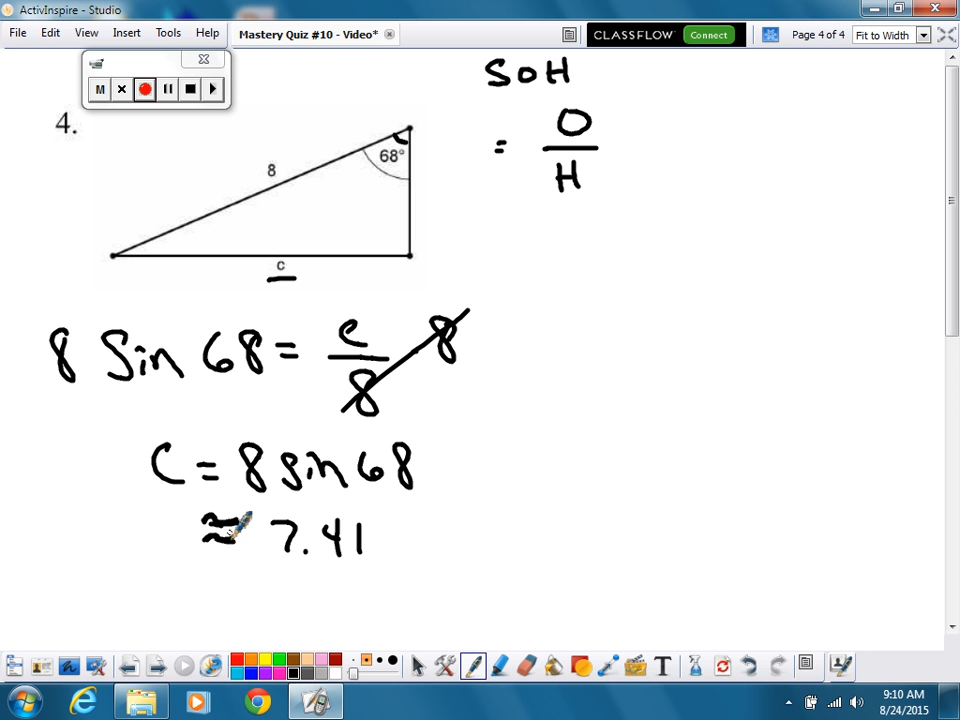 ActivInspire - Studio
File Edit View Insert Tools Help
Mastery Quiz #10 - Video*
CLASSFLOW Connect
Page 4 of 4
Fit to Width
M
SOH
4.
= O
H
8
68°
c
8 Sin 68 = c 8
8
C = 8 sin 68
≈ 7.41
T
9:10 AM
8/24/2015